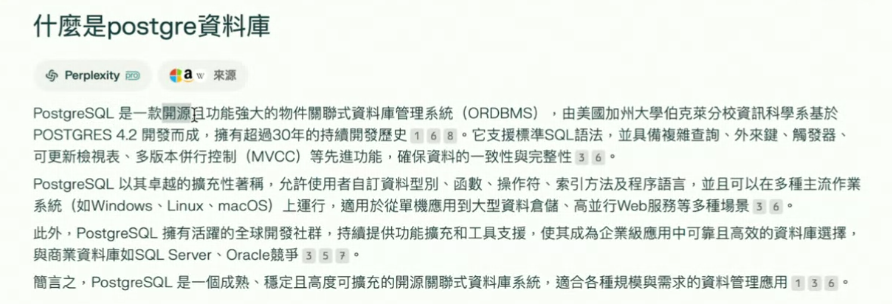 什麼是postgre資料庫
Perplexity pro
a w 來源
PostgreSQL 是一款開源且功能強大的物件關聯式資料庫管理系統（ORDBMS），由美國加州大學伯克萊分校資訊科學系基於
POSTGRES 4.2 開發而成，擁有超過30年的持續開發歷史 1 6 8 。它支援標準SQL語法，並具備複雜查詢、外來鍵、觸發器、
可更新檢視表、多版本併行控制（MVCC）等先進功能，確保資料的一致性與完整性 3 6 。
PostgreSQL 以其卓越的擴充性著稱，允許使用者自訂資料型別、函數、操作符、索引方法及程序語言，並且可以在多種主流作業
系統（如Windows、Linux、macOS）上運行，適用於從單機應用到大型資料倉儲、高並行Web服務等多種場景 3 6 。
此外，PostgreSQL 擁有活躍的全球開發社群，持續提供功能擴充和工具支援，使其成為企業級應用中可靠且高效的資料庫選擇，
與商業資料庫如SQL Server、Oracle競爭 3 5 7 。
簡言之，PostgreSQL 是一個成熟、穩定且高度可擴充的開源關聯式資料庫系統，適合各種規模與需求的資料管理應用 1 3 6 。